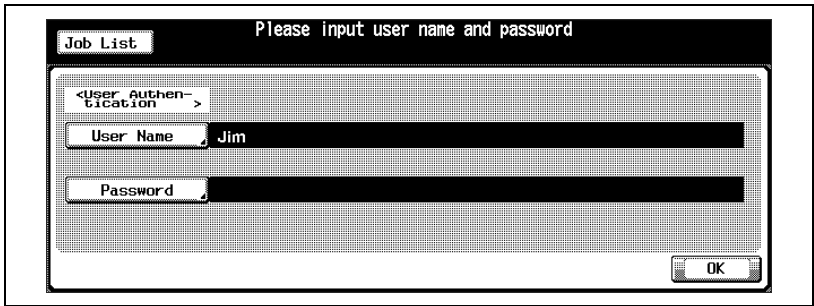 Please input user name and password
Job List
<User Authen-
tication >
User Name Jim
Password
OK